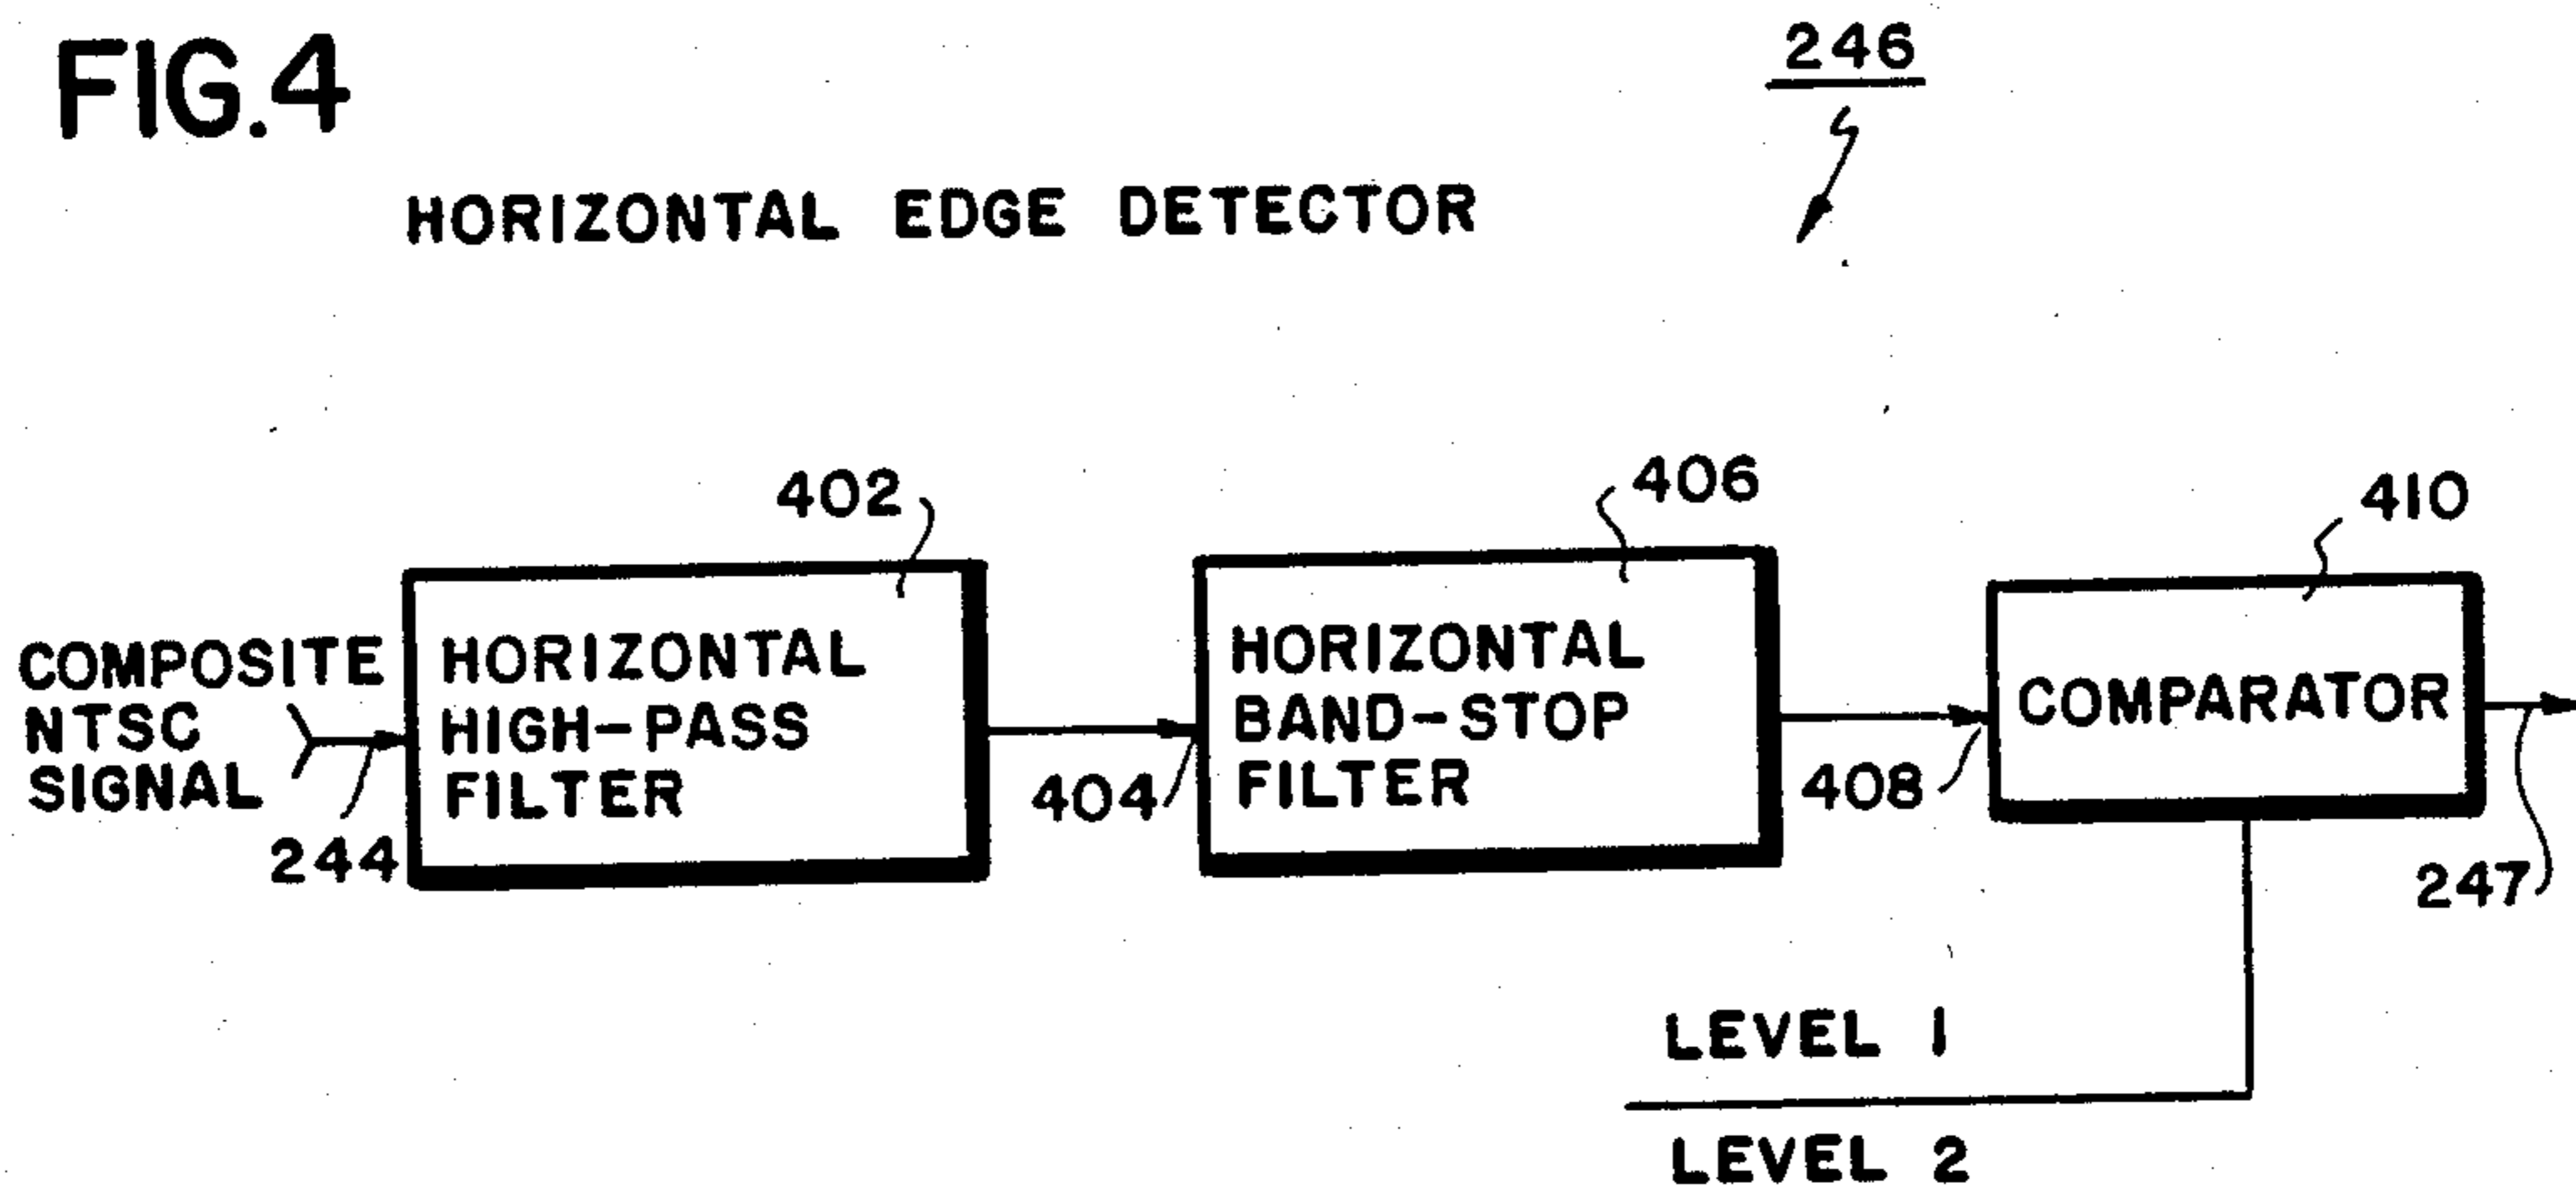 FIG.4
246
HORIZONTAL EDGE DETECTOR
402
406
410
COMPOSITE
NTSC
SIGNAL
244
HORIZONTAL
HIGH-PASS
FILTER
404
HORIZONTAL
BAND-STOP
FILTER
408
COMPARATOR
247
LEVEL 1
LEVEL 2